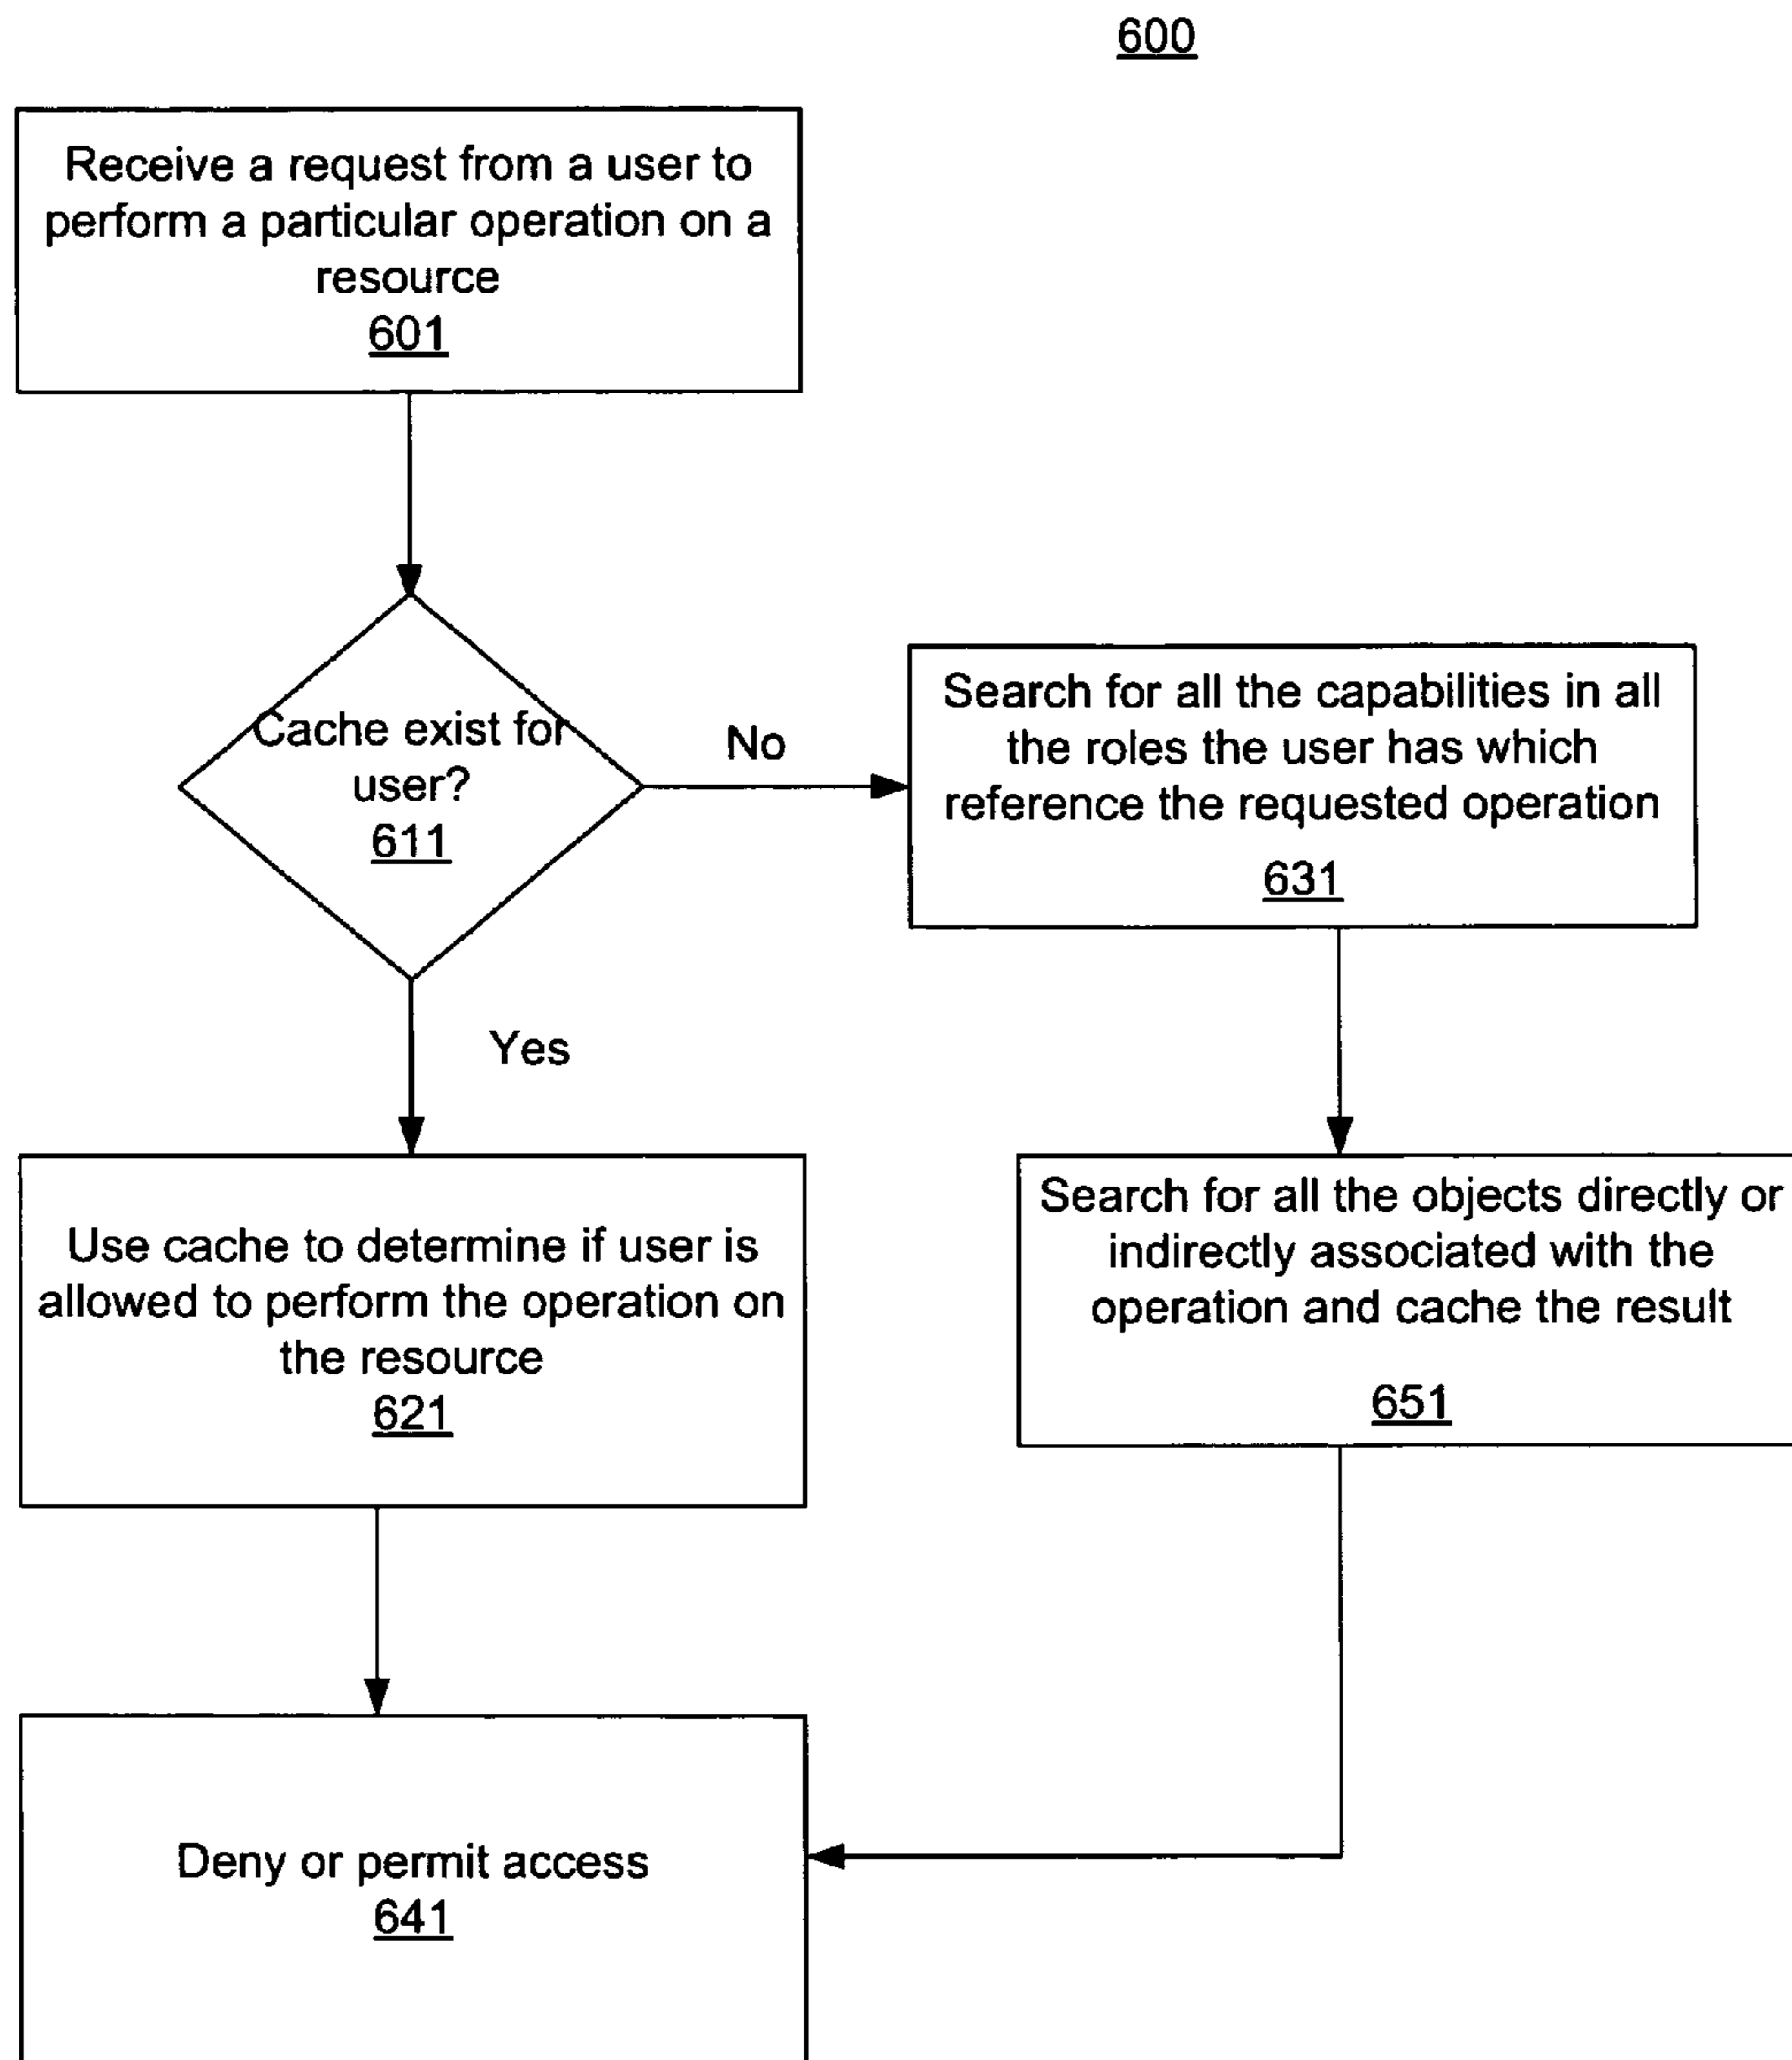 600
Receive a request from a user to
perform a particular operation on a
resource
601
Cache exist for
user?
611
No
Search for all the capabilities in all
the roles the user has which
reference the requested operation
631
Yes
Use cache to determine if user is
allowed to perform the operation on
the resource
621
Search for all the objects directly or
indirectly associated with the
operation and cache the result
651
Deny or permit access
641